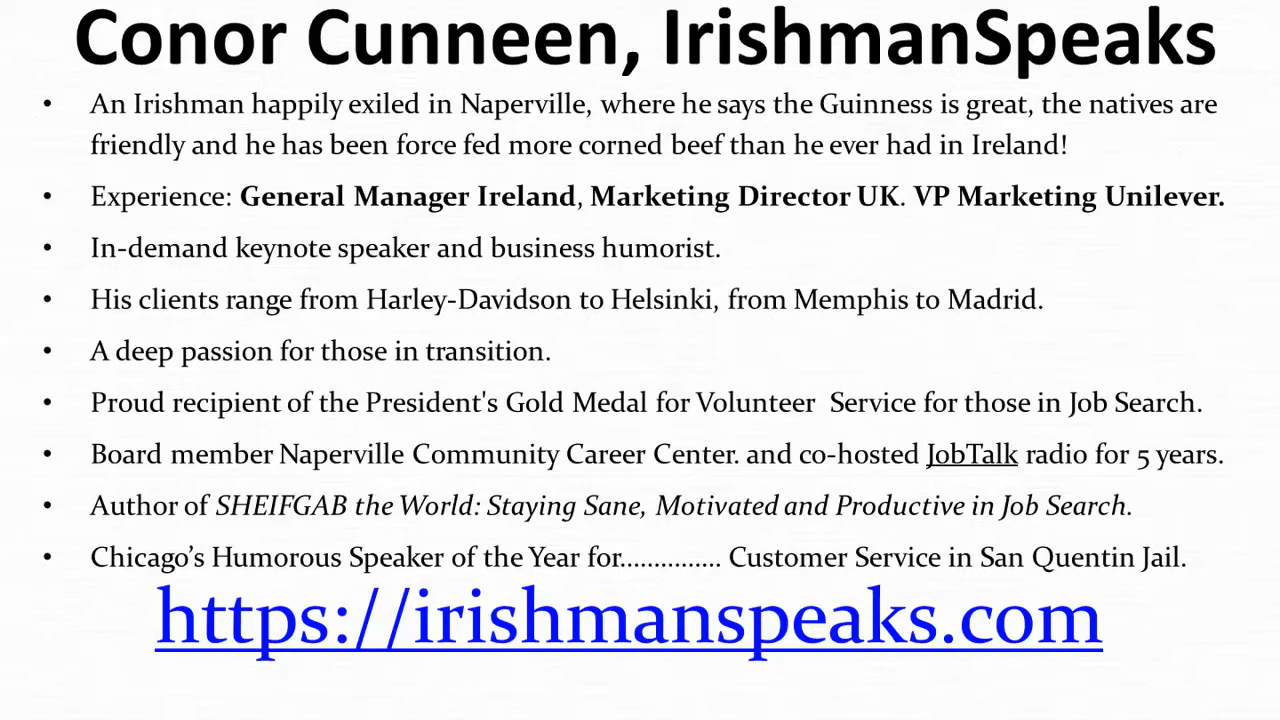 Conor Cunneen, IrishmanSpeaks
• An Irishman happily exiled in Naperville, where he says the Guinness is great, the natives are
friendly and he has been force fed more corned beef than he ever had in Ireland!
• Experience: General Manager Ireland, Marketing Director UK. VP Marketing Unilever.
• In-demand keynote speaker and business humorist.
• His clients range from Harley-Davidson to Helsinki, from Memphis to Madrid.
• A deep passion for those in transition.
• Proud recipient of the President's Gold Medal for Volunteer  Service for those in Job Search.
• Board member Naperville Community Career Center. and co-hosted JobTalk radio for 5 years.
• Author of SHEIFGAB the World: Staying Sane, Motivated and Productive in Job Search.
• Chicago’s Humorous Speaker of the Year for............... Customer Service in San Quentin Jail.
https://irishmanspeaks.com